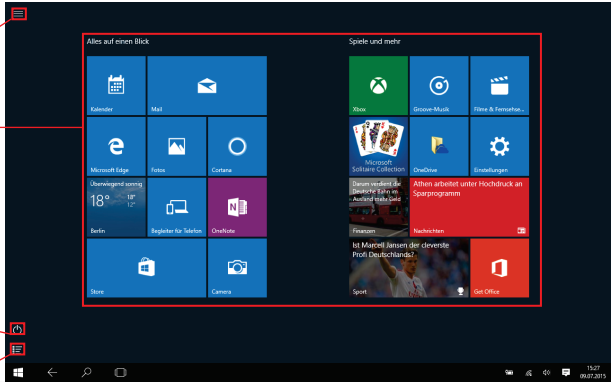 Alles auf einen Blick
Spiele und mehr
Kalender
Mail
Xbox
Groove-Musik
Filme & Fernsehse...
Microsoft Edge
Fotos
Cortana
Microsoft
Solitaire Collection
OneDrive
Einstellungen
Überwiegend sonnig
18°
18°
12°
Berlin
Begleiter für Telefon
OneNote
Darum verdient die
Deutsche Bahn im
Ausland mehr Geld
Finanzen
Athen arbeitet unter Hochdruck an
Sparprogramm
Nachrichten
Store
Camera
Ist Marcell Jansen der cleverste
Profi Deutschlands?
Sport
Get Office
15:27
09.07.2015